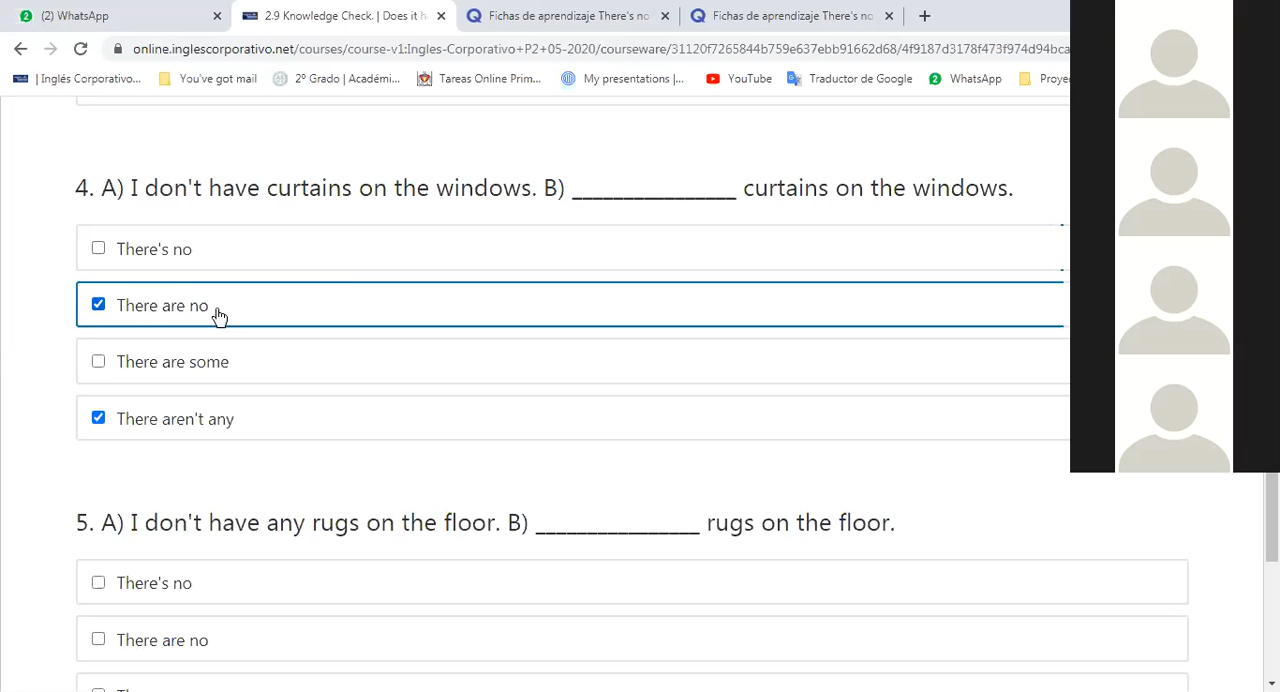 (2) WhatsApp
2.9 Knowledge Check. | Does it h
Fichas de aprendizaje There's no
Fichas de aprendizaje There's no
online.inglescorporativo.net/courses/course-v1:Ingles-Corporativo+P2+05-2020/courseware/31120f7265844b759e637ebb91662d68/4f9187d3178f473f974d94bca
| Inglés Corporativo...
You've got mail
2º Grado | Académi...
Tareas Online Prim...
My presentations |...
YouTube
Traductor de Google
WhatsApp
Proye
4. A) I don't have curtains on the windows. B) ________________ curtains on the windows.
There's no
There are no
There are some
There aren't any
5. A) I don't have any rugs on the floor. B) ________________ rugs on the floor.
There's no
There are no